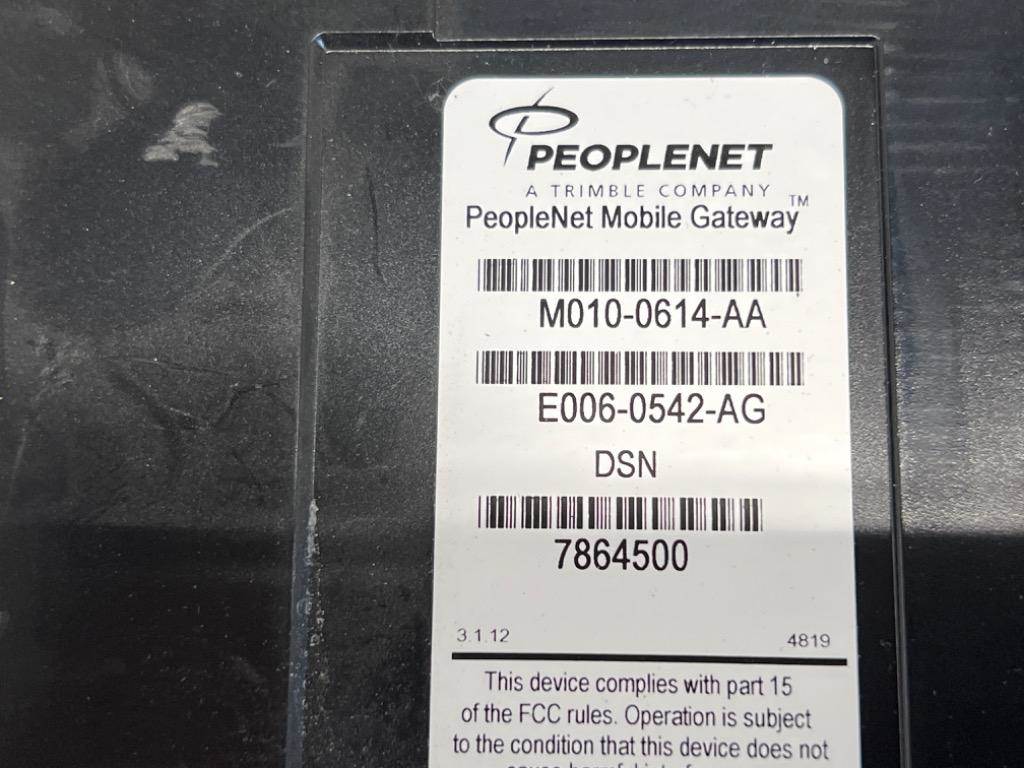 PEOPLENET
A TRIMBLE COMPANY
PeopleNet Mobile Gateway™
M010-0614-AA
E006-0542-AG
DSN
7864500
3.1.12 4819
This device complies with part 15
of the FCC rules. Operation is subject
to the condition that this device does not